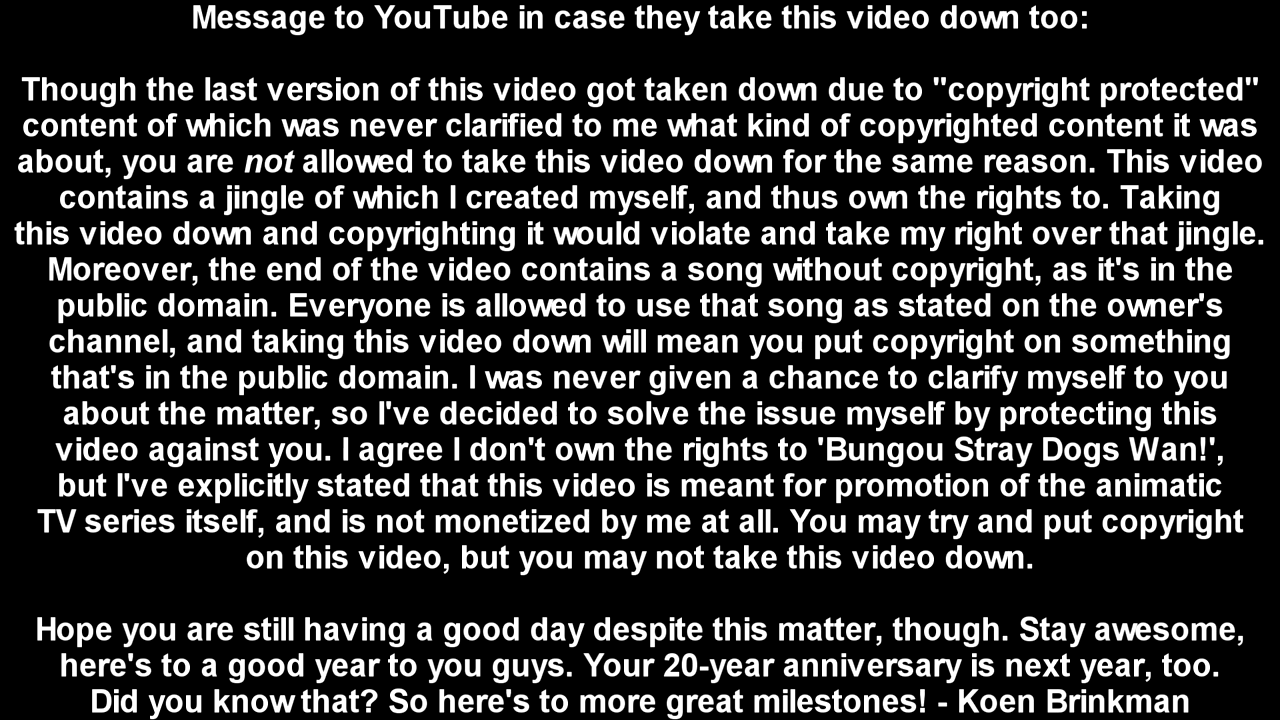 Message to YouTube in case they take this video down too:
Though the last version of this video got taken down due to "copyright protected"
content of which was never clarified to me what kind of copyrighted content it was
about, you are not allowed to take this video down for the same reason. This video
contains a jingle of which I created myself, and thus own the rights to. Taking
this video down and copyrighting it would violate and take my right over that jingle.
Moreover, the end of the video contains a song without copyright, as it's in the
public domain. Everyone is allowed to use that song as stated on the owner's
channel, and taking this video down will mean you put copyright on something
that's in the public domain. I was never given a chance to clarify myself to you
about the matter, so I've decided to solve the issue myself by protecting this
video against you. I agree I don't own the rights to 'Bungou Stray Dogs Wan!',
but I've explicitly stated that this video is meant for promotion of the animatic
TV series itself, and is not monetized by me at all. You may try and put copyright
on this video, but you may not take this video down.
Hope you are still having a good day despite this matter, though. Stay awesome,
here's to a good year to you guys. Your 20-year anniversary is next year, too.
Did you know that? So here's to more great milestones! - Koen Brinkman